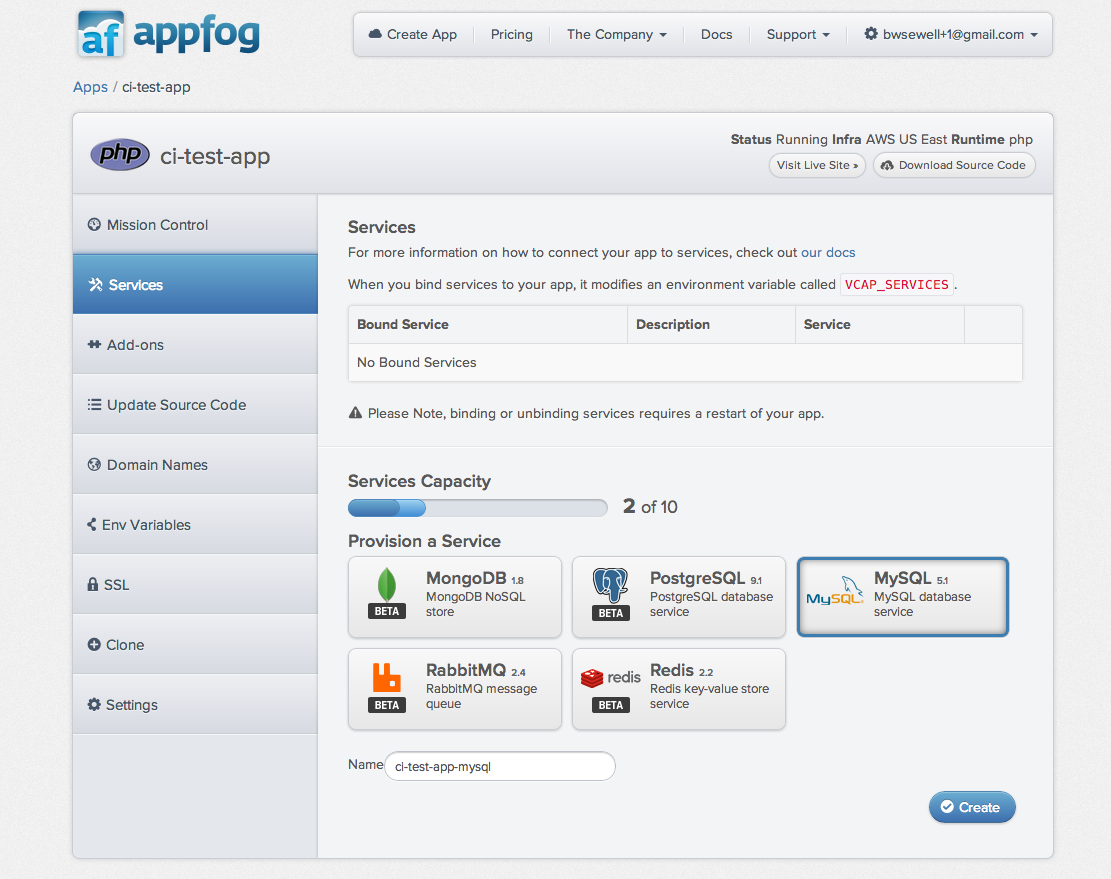 af appfog
Create App Pricing The Company Docs Support bwsewell+1@gmail.com
Apps / ci-test-app
php ci-test-app
Status Running Infra AWS US East Runtime php
Visit Live Site » Download Source Code
Mission Control
Services
Add-ons
Update Source Code
Domain Names
Env Variables
SSL
Clone
Settings
Services
For more information on how to connect your app to services, check out our docs
When you bind services to your app, it modifies an environment variable called VCAP_SERVICES.
Bound Service Description Service
No Bound Services
Please Note, binding or unbinding services requires a restart of your app.
Services Capacity
2 of 10
Provision a Service
BETA
MongoDB 1.8
MongoDB NoSQL
store
BETA
PostgreSQL 9.1
PostgreSQL database
service
MySQL
MySQL 5.1
MySQL database
service
BETA
RabbitMQ 2.4
RabbitMQ message
queue
redis
BETA
Redis 2.2
Redis key-value store
service
Name ci-test-app-mysql
Create